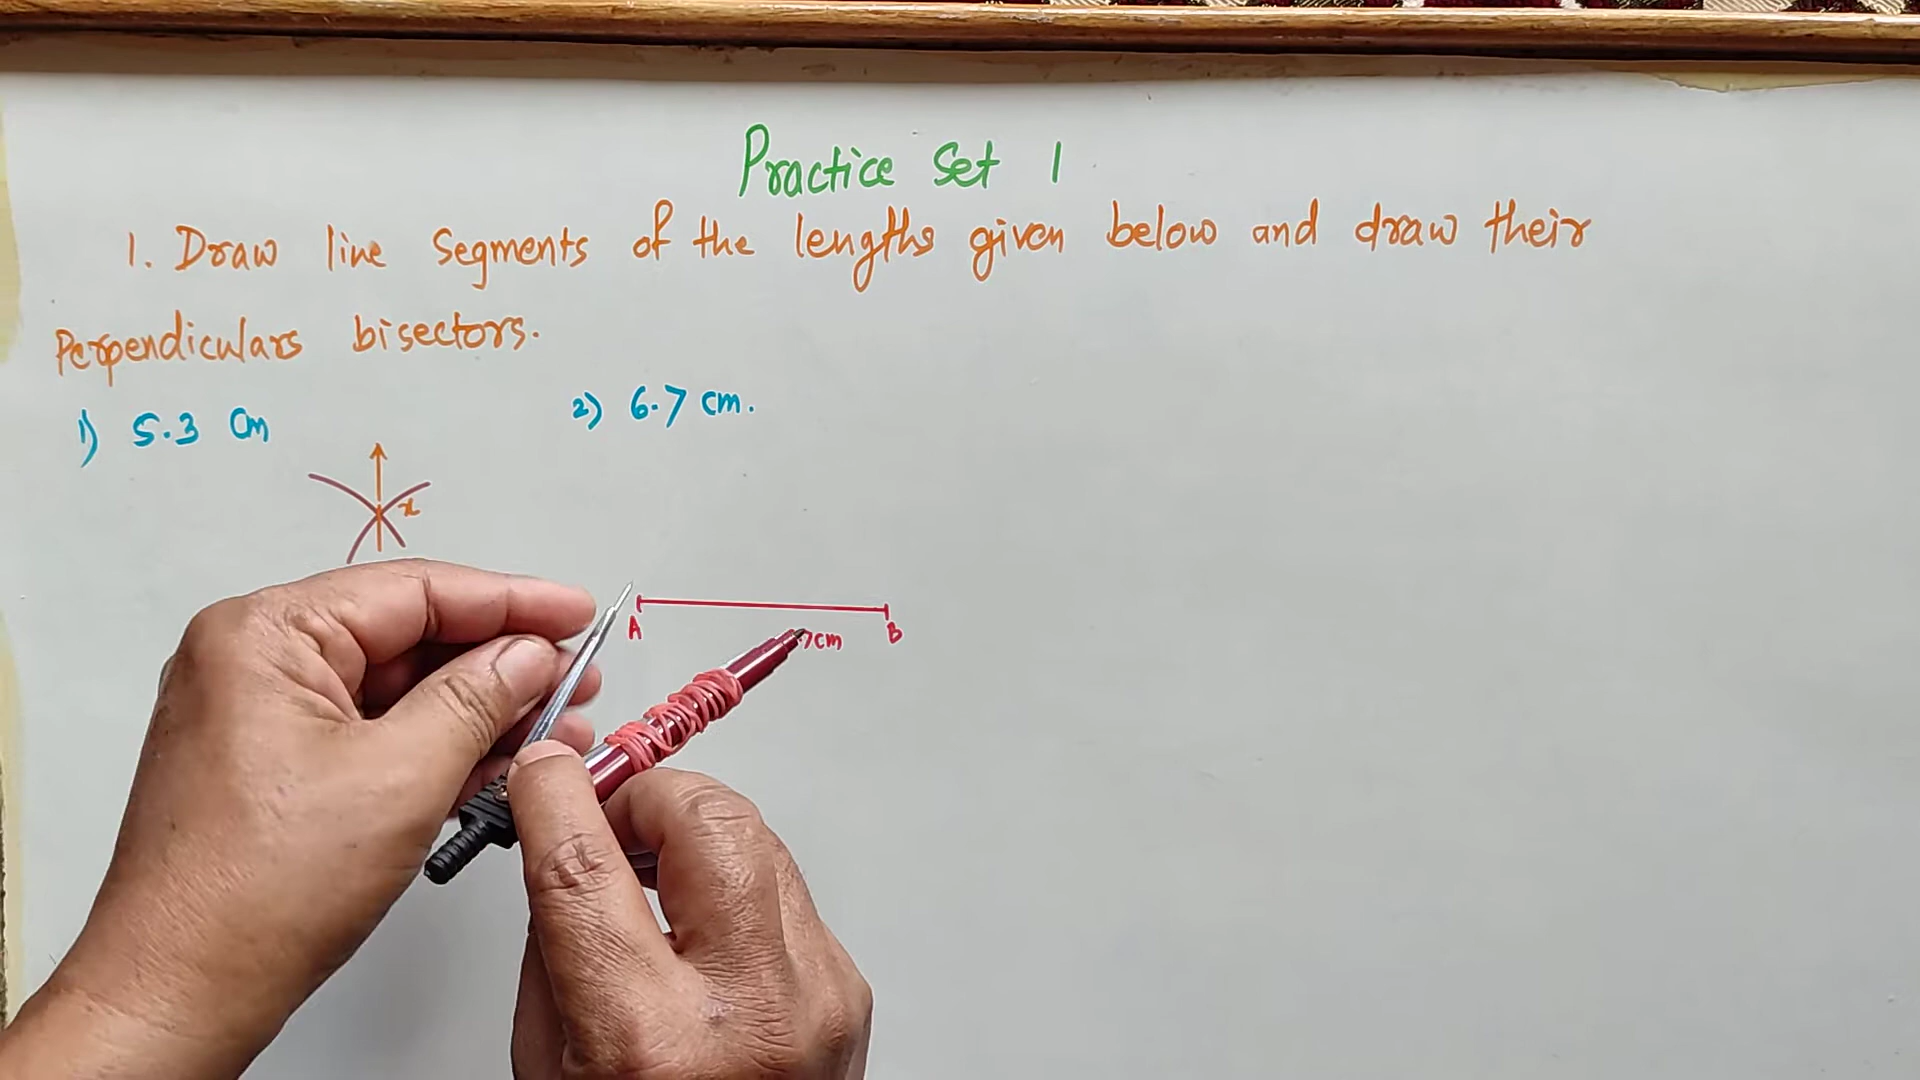 Practice Set 1
1. Draw line Segments of the lengths given below and draw their
Perpendiculars bisectors.
1) 5.3 Cm
2) 6.7 cm.
x
A B
7cm